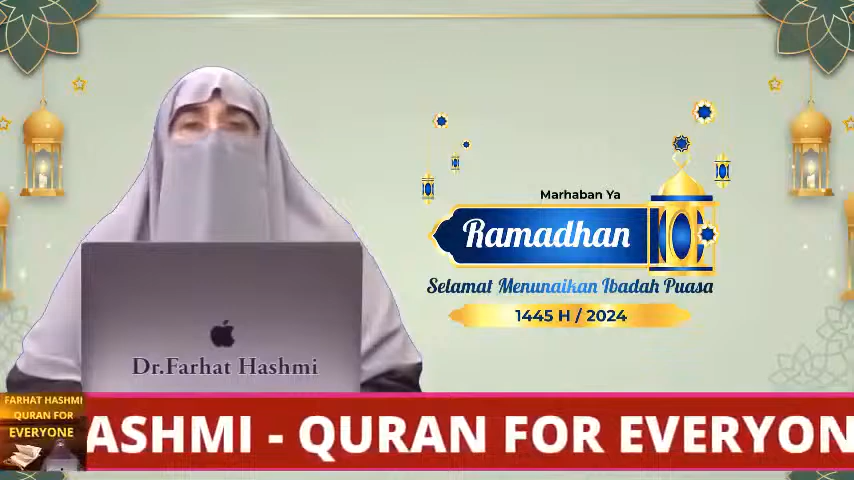 Marhaban Ya
Ramadhan
Selamat Menunaikan Ibadah Puasa
1445 H / 2024
Dr.Farhat Hashmi
FARHAT HASHMI
QURAN FOR
EVERYONE
ASHMI - QURAN FOR EVERYON